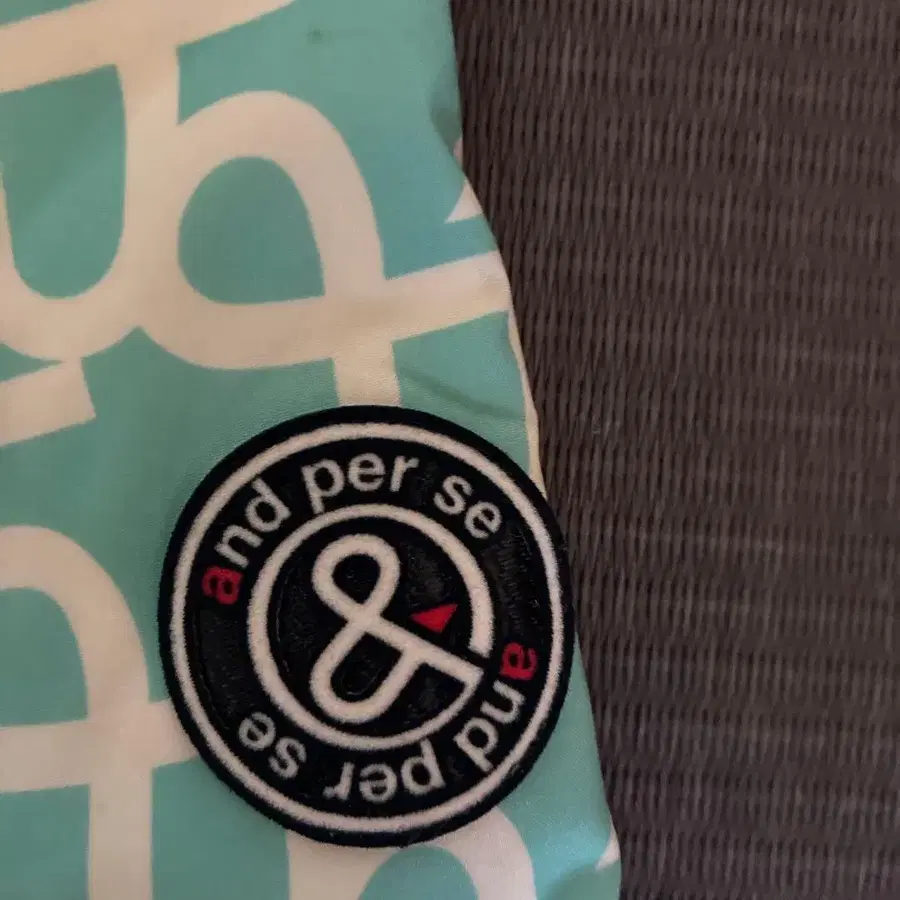 and per se
&
and per se